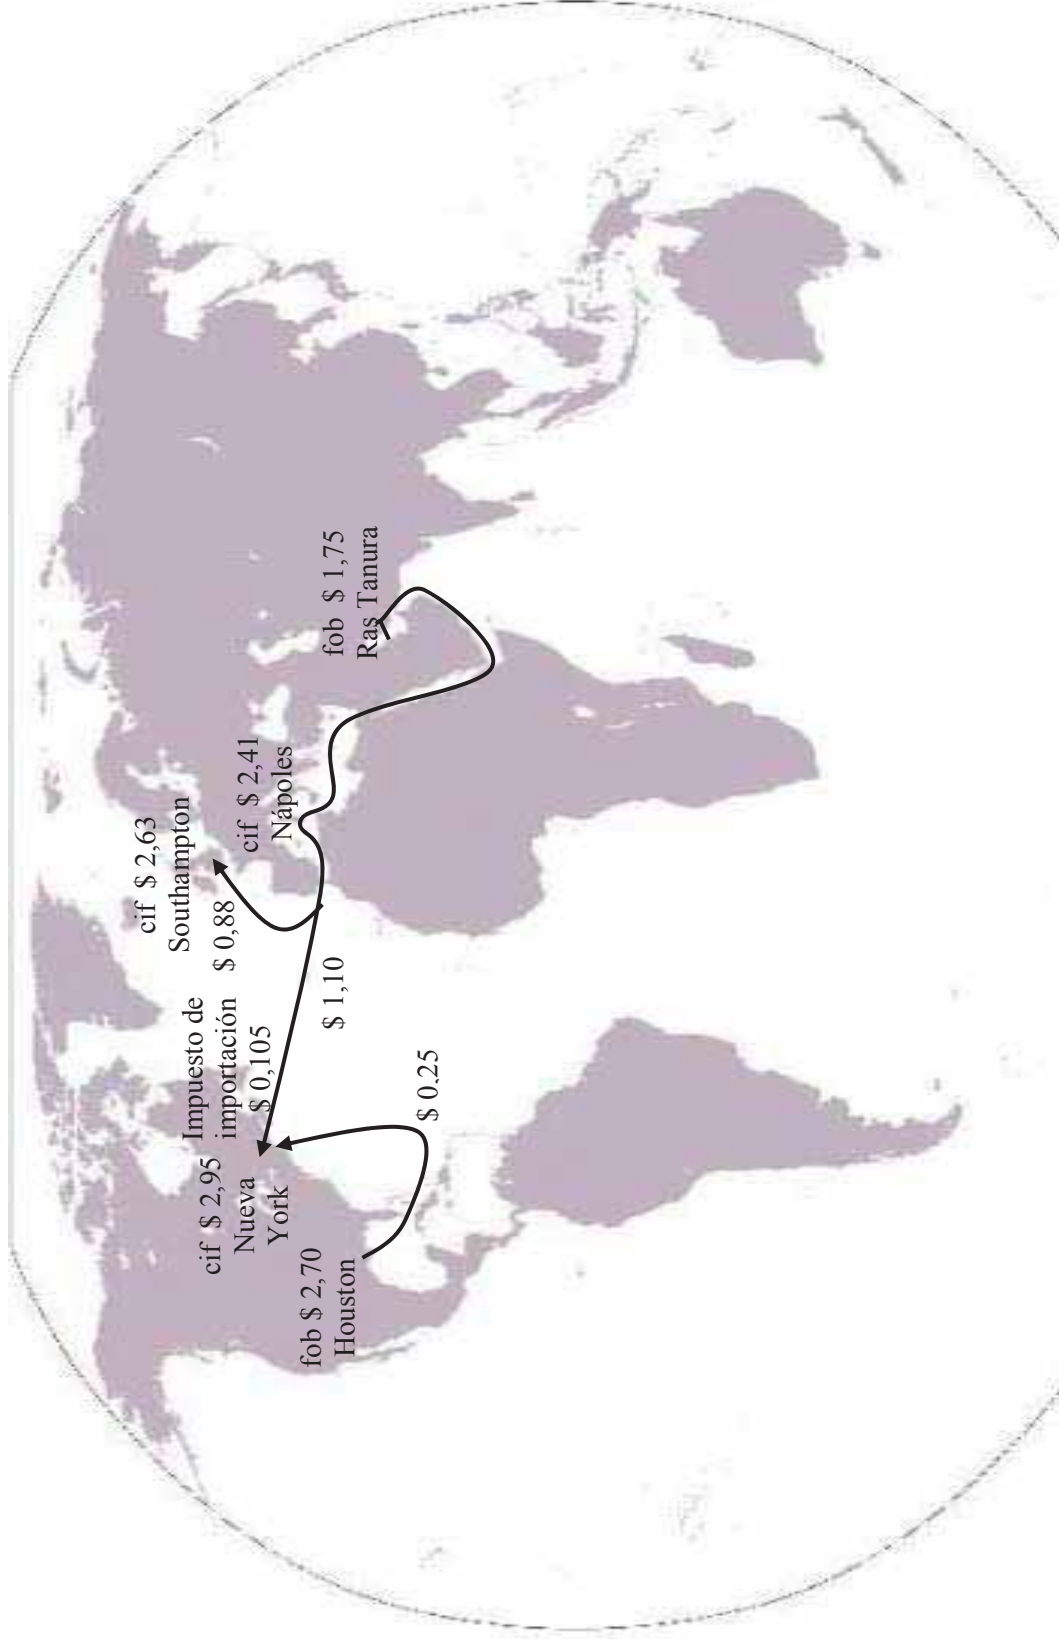 cif $ 2,63
Southampton
$ 0,88
Impuesto de
importación
$ 0,105
cif $ 2,95
Nueva
York
fob $ 2,70
Houston
$ 0.25
$ 1,10
cif $ 2,41
Nápoles
fob $ 1,75
Ras Tanura